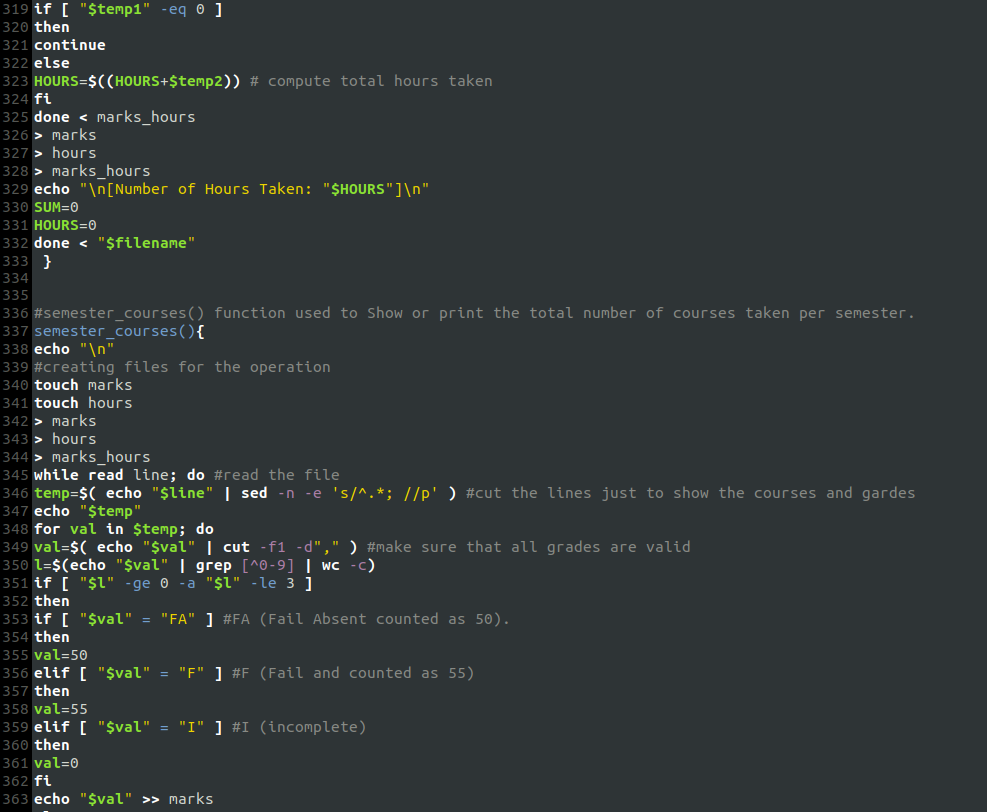 319 if [ "$temp1" -eq 0 ]
320 then
321 continue
322 else
323 HOURS=$((HOURS+$temp2)) # compute total hours taken
324 fi
325 done < marks_hours
326 > marks
327 > hours
328 > marks_hours
329 echo "\n[Number of Hours Taken: "$HOURS"]\n"
330 SUM=0
331 HOURS=0
332 done < "$filename"
333  }
334
335
336 #semester_courses() function used to Show or print the total number of courses taken per semester.
337 semester_courses(){
338 echo "\n"
339 #creating files for the operation
340 touch marks
341 touch hours
342 > marks
343 > hours
344 > marks_hours
345 while read line; do #read the file
346 temp=$( echo "$line" | sed -n -e 's/^.*; //p' ) #cut the lines just to show the courses and gardes
347 echo "$temp"
348 for val in $temp; do
349 val=$( echo "$val" | cut -f1 -d"," ) #make sure that all grades are valid
350 l=$(echo "$val" | grep [^0-9] | wc -c)
351 if [ "$l" -ge 0 -a "$l" -le 3 ]
352 then
353 if [ "$val" = "FA" ] #FA (Fail Absent counted as 50).
354 then
355 val=50
356 elif [ "$val" = "F" ] #F (Fail and counted as 55)
357 then
358 val=55
359 elif [ "$val" = "I" ] #I (incomplete)
360 then
361 val=0
362 fi
363 echo "$val" >> marks